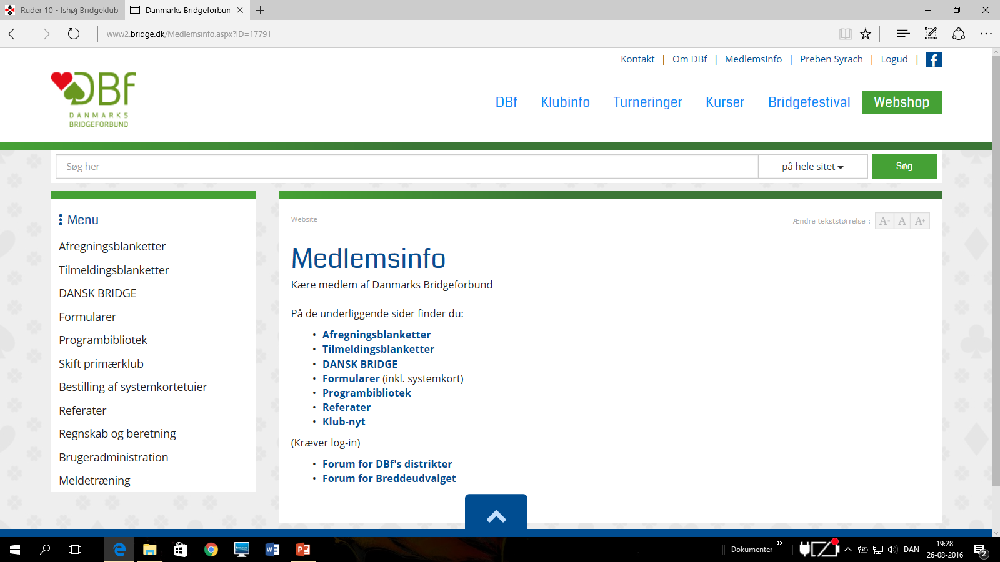 Ruder 10 - Ishøj Bridgeklub
Danmarks Bridgeforbun
www2.bridge.dk/Medlemsinfo.aspx?ID=17791
Kontakt | Om DBf | Medlemsinfo | Preben Syrach | Logud |
DBf
DANMARKS
BRIDGEFORBUND
DBf Klubinfo Turneringer Kurser Bridgefestival Webshop
Søg her på hele sitet Søg
Menu
Afregningsblanketter
Tilmeldingsblanketter
DANSK BRIDGE
Formularer
Programbibliotek
Skift primærklub
Bestilling af systemkortetuier
Referater
Regnskab og beretning
Brugeradministration
Meldetræning
Website
Ændre tekststørrelse : A- A A+
Medlemsinfo
Kære medlem af Danmarks Bridgeforbund
På de underliggende sider finder du:
• Afregningsblanketter
• Tilmeldingsblanketter
• DANSK BRIDGE
• Formularer (inkl. systemkort)
• Programbibliotek
• Referater
• Klub-nyt
(Kræver log-in)
• Forum for DBf's distrikter
• Forum for Breddeudvalget
Dokumenter » DAN 19:28
26-08-2016
2